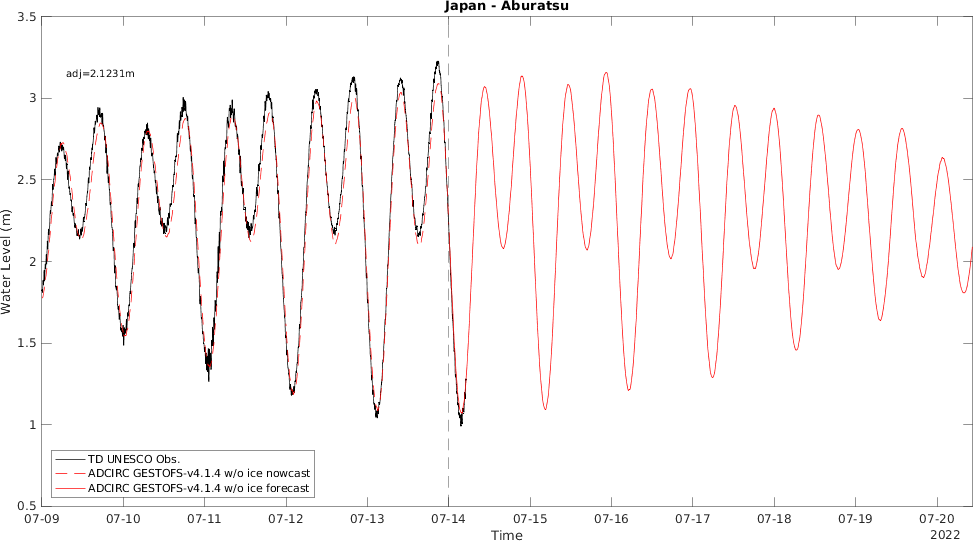 Japan - Aburatsu
3.5
adj=2.1231m
3
2.5
Water Level (m)
2
1.5
1
TD UNESCO Obs.
ADCIRC GESTOFS-v4.1.4 w/o ice nowcast
ADCIRC GESTOFS-v4.1.4 w/o ice forecast
0.5
07-09 07-10 07-11 07-12 07-13 07-14 07-15 07-16 07-17 07-18 07-19 07-20
Time 2022